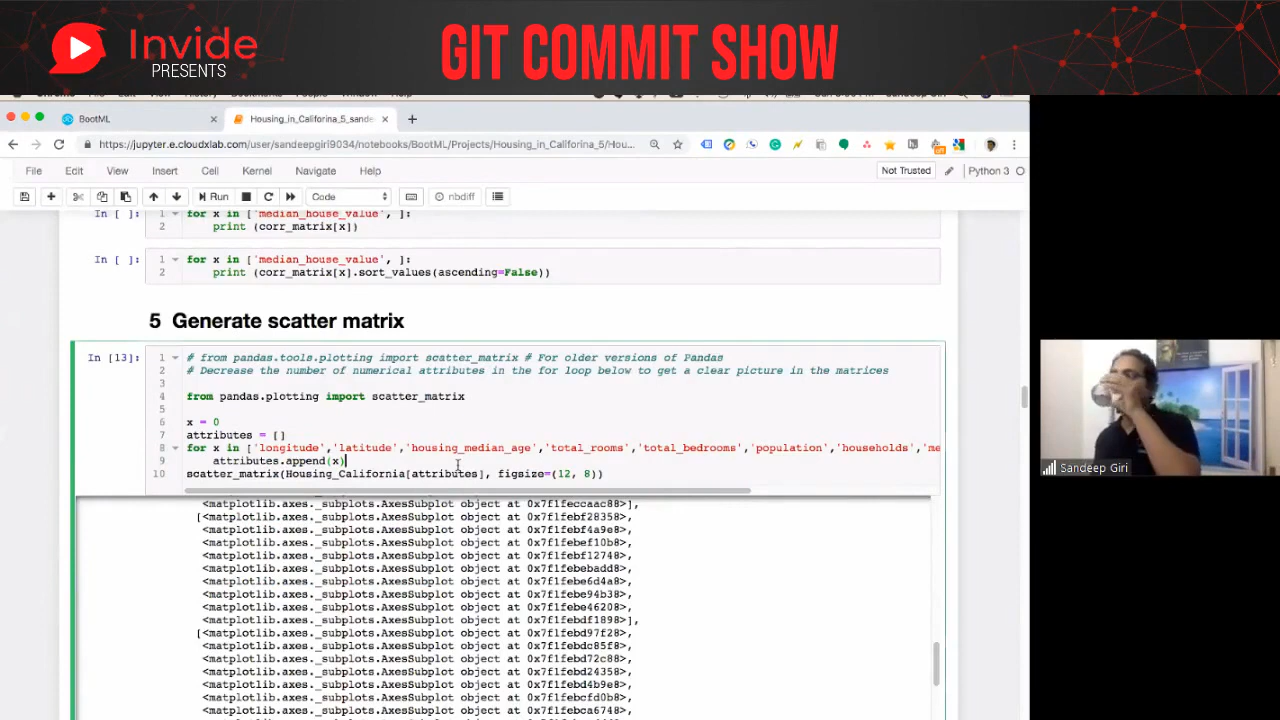 Invide
PRESENTS
GIT COMMIT SHOW
BootML
Housing_in_Califorina_5_sande
https://jupyter.e.cloudxlab.com/user/sandeepgiri9034/notebooks/BootML/Projects/Housing_in_Califorina_5/Hou...
File Edit View Insert Cell Kernel Navigate Help
Not Trusted
Python 3
Run
Code
nbdiff
In [ ]:
1 for x in ['median_house_value', ]:
2 print (corr_matrix[x])
In [ ]:
1 for x in ['median_house_value', ]:
2 print (corr_matrix[x].sort_values(ascending=False))
5 Generate scatter matrix
In [13]:
1 # from pandas.tools.plotting import scatter_matrix # For older versions of Pandas
2 # Decrease the number of numerical attributes in the for loop below to get a clear picture in the matrices
3
4 from pandas.plotting import scatter_matrix
5
6 x = 0
7 attributes = []
8 for x in ['longitude','latitude','housing_median_age','total_rooms','total_bedrooms','population','households','me
9 attributes.append(x)
10 scatter_matrix(Housing_California[attributes], figsize=(12, 8))
<matplotlib.axes._subplots.AxesSubplot object at 0x7f1feccaac88>],
[<matplotlib.axes._subplots.AxesSubplot object at 0x7f1febf28358>,
<matplotlib.axes._subplots.AxesSubplot object at 0x7f1febf4a9e8>,
<matplotlib.axes._subplots.AxesSubplot object at 0x7f1febef10b8>,
<matplotlib.axes._subplots.AxesSubplot object at 0x7f1febf12748>,
<matplotlib.axes._subplots.AxesSubplot object at 0x7f1febebadd8>,
<matplotlib.axes._subplots.AxesSubplot object at 0x7f1febe6d4a8>,
<matplotlib.axes._subplots.AxesSubplot object at 0x7f1febe94b38>,
<matplotlib.axes._subplots.AxesSubplot object at 0x7f1febe46208>,
<matplotlib.axes._subplots.AxesSubplot object at 0x7f1febdf1898>],
[<matplotlib.axes._subplots.AxesSubplot object at 0x7f1febd97f28>,
<matplotlib.axes._subplots.AxesSubplot object at 0x7f1febdc85f8>,
<matplotlib.axes._subplots.AxesSubplot object at 0x7f1febd72c88>,
<matplotlib.axes._subplots.AxesSubplot object at 0x7f1febd24358>,
<matplotlib.axes._subplots.AxesSubplot object at 0x7f1febd4b9e8>,
<matplotlib.axes._subplots.AxesSubplot object at 0x7f1febcfd0b8>,
<matplotlib.axes._subplots.AxesSubplot object at 0x7f1febca6748>,
Sandeep Giri